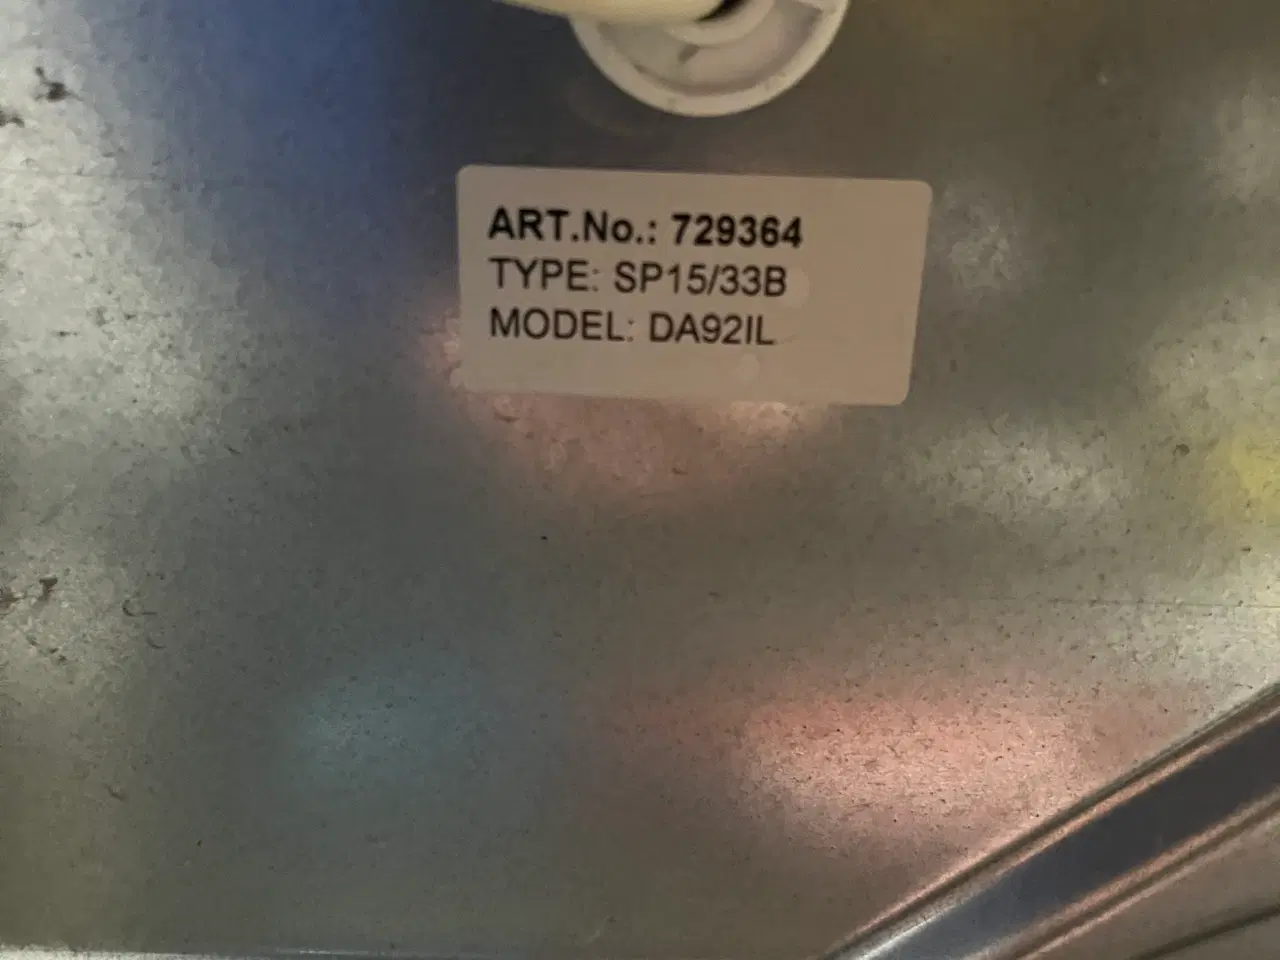 ART.No.: 729364
TYPE: SP15/33B
MODEL: DA92IL